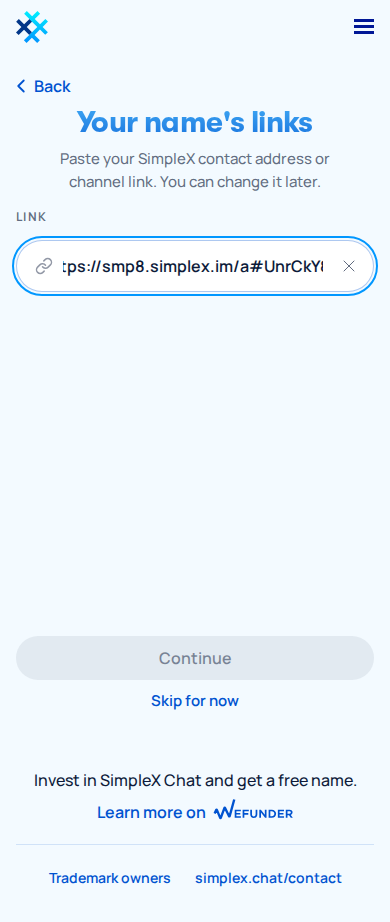 Back
Your name's links
Paste your SimpleX contact address or
channel link. You can change it later.
LINK
tps://smp8.simplex.im/a#UnrCkY
Continue
Skip for now
Invest in SimpleX Chat and get a free name.
Learn more on WEFUNDER
Trademark owners simplex.chat/contact